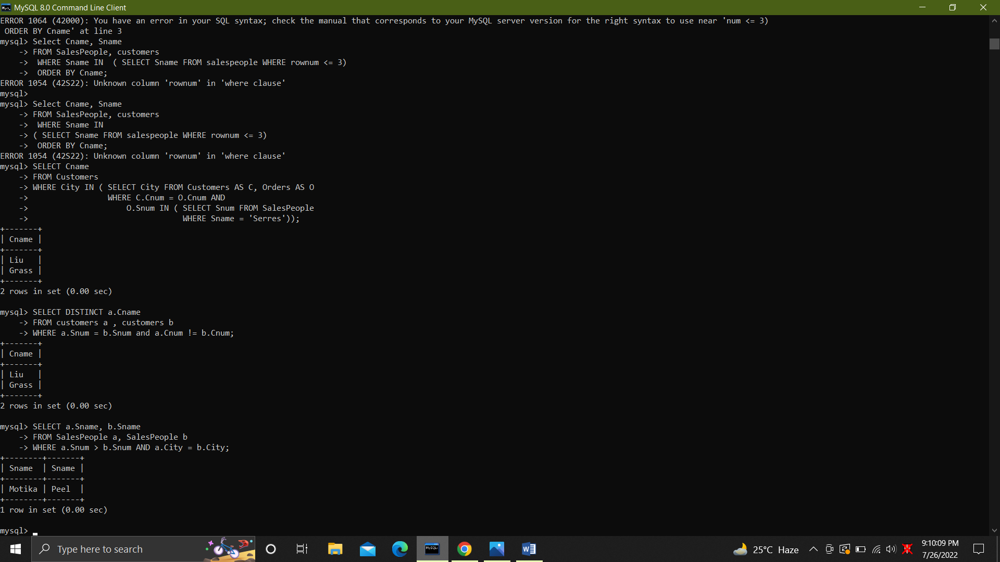 MySQL 8.0 Command Line Client
ERROR 1064 (42000): You have an error in your SQL syntax; check the manual that corresponds to your MySQL server version for the right syntax to use near 'num <= 3)
 ORDER BY Cname' at line 3
mysql> Select Cname, Sname
    -> FROM SalesPeople, customers
    ->  WHERE Sname IN  ( SELECT Sname FROM salespeople WHERE rownum <= 3)
    ->  ORDER BY Cname;
ERROR 1054 (42S22): Unknown column 'rownum' in 'where clause'
mysql>
mysql> Select Cname, Sname
    -> FROM SalesPeople, customers
    ->  WHERE Sname IN
    -> ( SELECT Sname FROM salespeople WHERE rownum <= 3)
    ->  ORDER BY Cname;
ERROR 1054 (42S22): Unknown column 'rownum' in 'where clause'
mysql> SELECT Cname
    -> FROM Customers
    -> WHERE City IN ( SELECT City FROM Customers AS C, Orders AS O
    ->                 WHERE C.Cnum = O.Cnum AND
    ->                     O.Snum IN ( SELECT Snum FROM SalesPeople
    ->                                 WHERE Sname = 'Serres'));
+-------+
| Cname |
+-------+
| Liu   |
| Grass |
+-------+
2 rows in set (0.00 sec)
mysql> SELECT DISTINCT a.Cname
    -> FROM customers a , customers b
    -> WHERE a.Snum = b.Snum and a.Cnum != b.Cnum;
+-------+
| Cname |
+-------+
| Liu   |
| Grass |
+-------+
2 rows in set (0.00 sec)
mysql> SELECT a.Sname, b.Sname
    -> FROM SalesPeople a, SalesPeople b
    -> WHERE a.Snum > b.Snum AND a.City = b.City;
+--------+-------+
| Sname  | Sname |
+--------+-------+
| Motika | Peel  |
+--------+-------+
1 row in set (0.00 sec)
mysql>
Type here to search
MySQL
25°C Haze
9:10:09 PM
7/26/2022